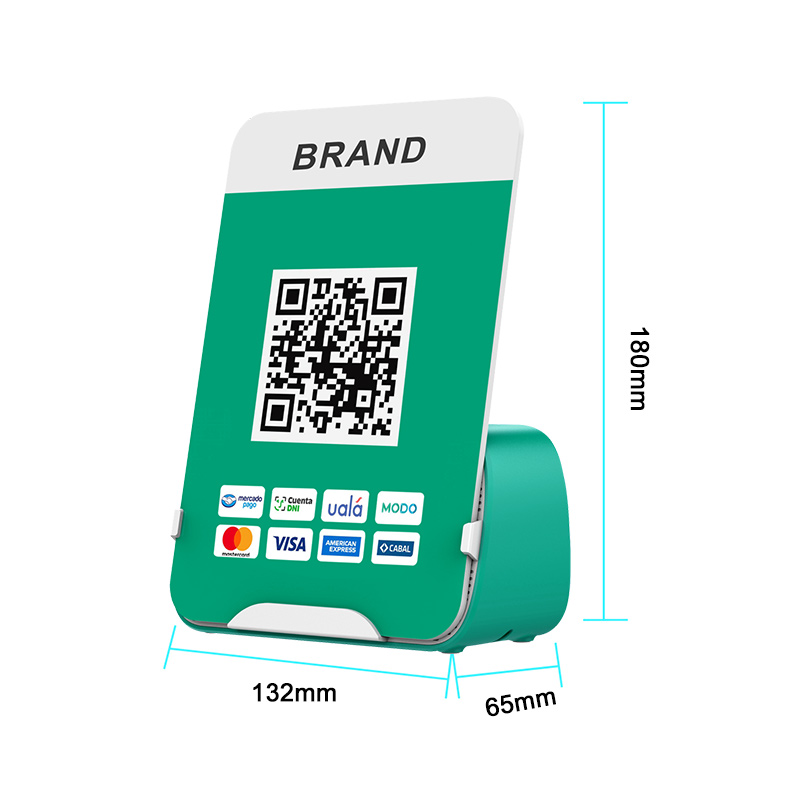 BRAND
mercado
pago
Cuenta
DNI
ualá
MODO
mastercard
VISA
AMERICAN
EXPRESS
CABAL
180mm
132mm
65mm